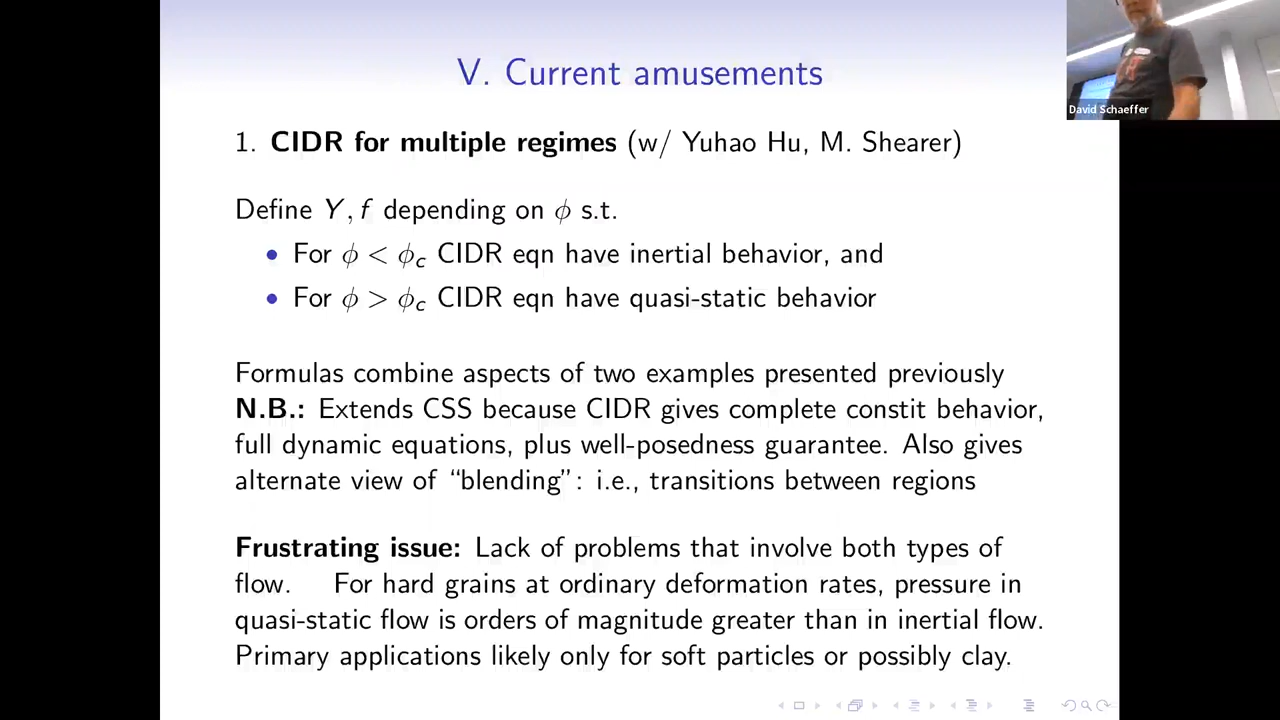 V. Current amusements
David Schaeffer
1. CIDR for multiple regimes (w/ Yuhao Hu, M. Shearer)
Define Y, f depending on ϕ s.t.
• For ϕ < ϕc CIDR eqn have inertial behavior, and
• For ϕ > ϕc CIDR eqn have quasi-static behavior
Formulas combine aspects of two examples presented previously
N.B.: Extends CSS because CIDR gives complete constit behavior,
full dynamic equations, plus well-posedness guarantee. Also gives
alternate view of “blending”: i.e., transitions between regions
Frustrating issue: Lack of problems that involve both types of
flow. For hard grains at ordinary deformation rates, pressure in
quasi-static flow is orders of magnitude greater than in inertial flow.
Primary applications likely only for soft particles or possibly clay.